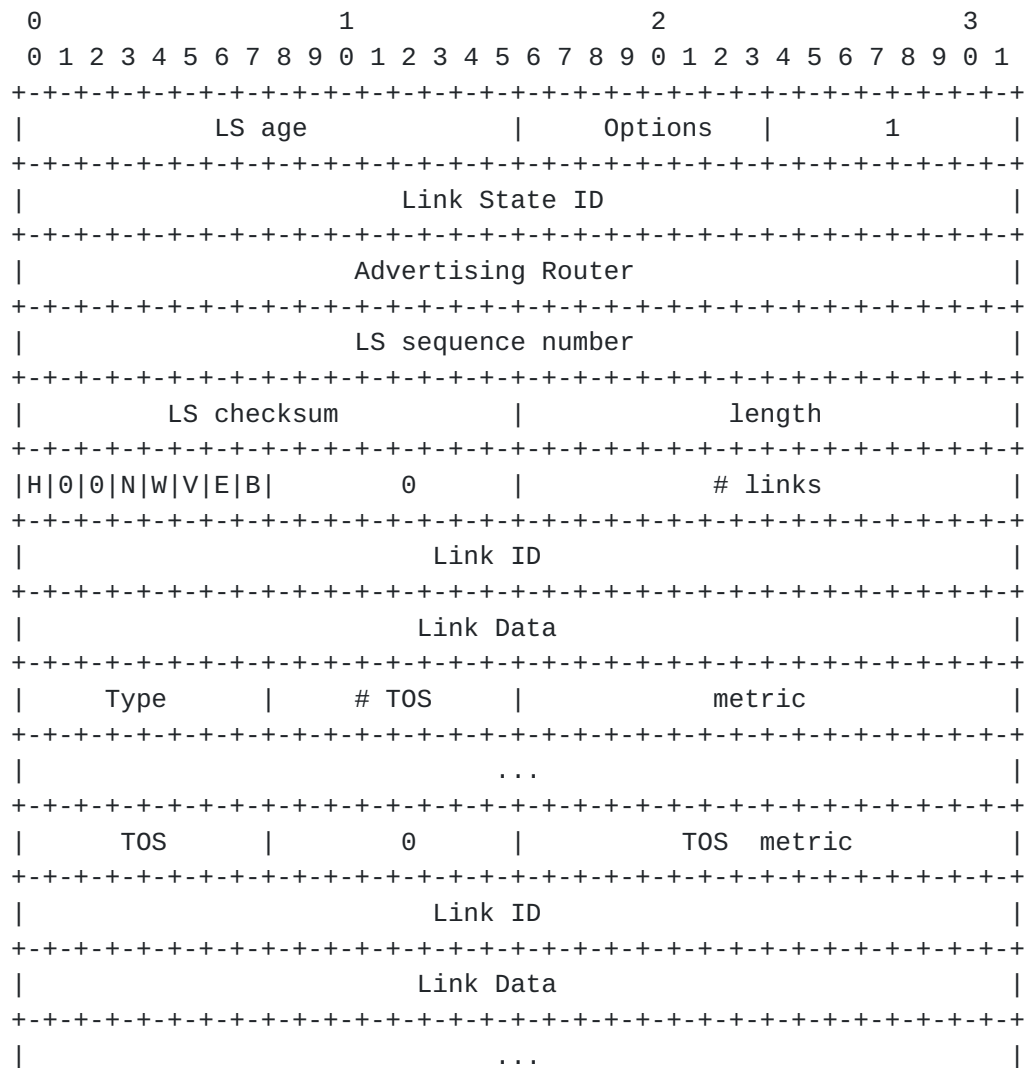 0                   1                   2                   3
 0 1 2 3 4 5 6 7 8 9 0 1 2 3 4 5 6 7 8 9 0 1 2 3 4 5 6 7 8 9 0 1
+-+-+-+-+-+-+-+-+-+-+-+-+-+-+-+-+-+-+-+-+-+-+-+-+-+-+-+-+-+-+-+-+
|            LS age             |     Options   |       1       |
+-+-+-+-+-+-+-+-+-+-+-+-+-+-+-+-+-+-+-+-+-+-+-+-+-+-+-+-+-+-+-+-+
|                        Link State ID                          |
+-+-+-+-+-+-+-+-+-+-+-+-+-+-+-+-+-+-+-+-+-+-+-+-+-+-+-+-+-+-+-+-+
|                     Advertising Router                        |
+-+-+-+-+-+-+-+-+-+-+-+-+-+-+-+-+-+-+-+-+-+-+-+-+-+-+-+-+-+-+-+-+
|                     LS sequence number                        |
+-+-+-+-+-+-+-+-+-+-+-+-+-+-+-+-+-+-+-+-+-+-+-+-+-+-+-+-+-+-+-+-+
|         LS checksum           |             length            |
+-+-+-+-+-+-+-+-+-+-+-+-+-+-+-+-+-+-+-+-+-+-+-+-+-+-+-+-+-+-+-+-+
|H|0|0|N|W|V|E|B|        0      |            # links            |
+-+-+-+-+-+-+-+-+-+-+-+-+-+-+-+-+-+-+-+-+-+-+-+-+-+-+-+-+-+-+-+-+
|                          Link ID                              |
+-+-+-+-+-+-+-+-+-+-+-+-+-+-+-+-+-+-+-+-+-+-+-+-+-+-+-+-+-+-+-+-+
|                         Link Data                             |
+-+-+-+-+-+-+-+-+-+-+-+-+-+-+-+-+-+-+-+-+-+-+-+-+-+-+-+-+-+-+-+-+
|     Type      |     # TOS     |            metric             |
+-+-+-+-+-+-+-+-+-+-+-+-+-+-+-+-+-+-+-+-+-+-+-+-+-+-+-+-+-+-+-+-+
|                              ...                              |
+-+-+-+-+-+-+-+-+-+-+-+-+-+-+-+-+-+-+-+-+-+-+-+-+-+-+-+-+-+-+-+-+
|      TOS      |        0      |          TOS  metric          |
+-+-+-+-+-+-+-+-+-+-+-+-+-+-+-+-+-+-+-+-+-+-+-+-+-+-+-+-+-+-+-+-+
|                          Link ID                              |
+-+-+-+-+-+-+-+-+-+-+-+-+-+-+-+-+-+-+-+-+-+-+-+-+-+-+-+-+-+-+-+-+
|                         Link Data                             |
+-+-+-+-+-+-+-+-+-+-+-+-+-+-+-+-+-+-+-+-+-+-+-+-+-+-+-+-+-+-+-+-+
|                              ...                              |